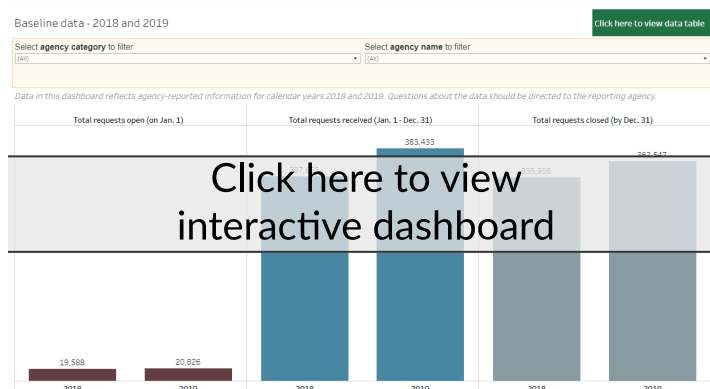 Baseline data - 2018 and 2019
Click here to view data table
Select agency category to filter
Select agency name to filter
(All)
(All)
Data in this dashboard reflects agency-reported information for calendar years 2018 and 2019. Questions about the data should be directed to the reporting agency.
Total requests open (on Jan. 1)
Total requests received (Jan. 1 - Dec. 31)
Total requests closed (by Dec. 31)
383,433
362,547
335,958
Click here to view
interactive dashboard
19,588
20,826
2018
2019
2018
2019
2018
2019